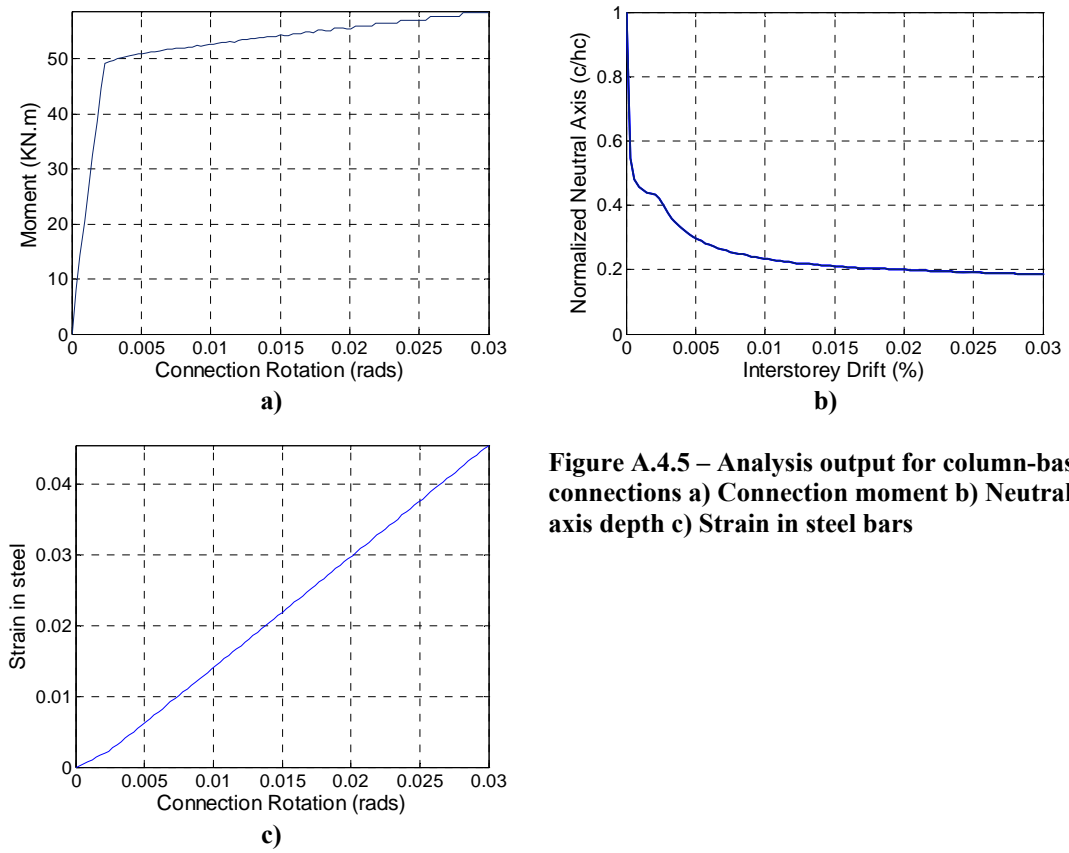 50
40
30
20
10
0
Moment (KN.m)
0 0.005 0.01 0.015 0.02 0.025 0.03
Connection Rotation (rads)
a)
1
0.8
0.6
0.4
0.2
0
Normalized Neutral Axis (c/hc)
0 0.005 0.01 0.015 0.02 0.025 0.03
Interstorey Drift (%)
b)
0.04
0.03
0.02
0.01
0
Strain in steel
0 0.005 0.01 0.015 0.02 0.025 0.03
Connection Rotation (rads)
c)
Figure A.4.5 – Analysis output for column-bas
connections a) Connection moment b) Neutral
axis depth c) Strain in steel bars